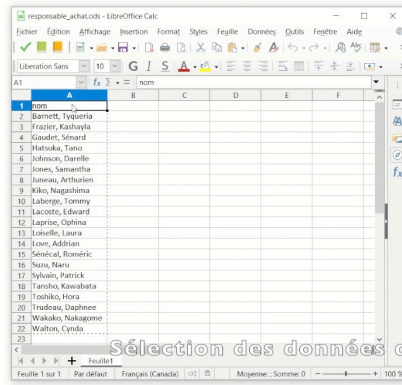 responsable_achat.ods - LibreOffice Calc
Fichier Édition Affichage Insertion Format Styles Feuille Données Outils Fenêtre Aide
Liberation Sans 10 G I S A
A1 fx Σ = nom
A B C D E F
1 nom
2 Barnett, Tyqueria
3 Frazier, Kashayla
4 Gaudet, Sénard
5 Hatsuka, Tano
6 Johnson, Darelle
7 Jones, Samantha
8 Juneau, Arthurien
9 Kiko, Nagashima
10 Laberge, Tommy
11 Lacoste, Edward
12 Laprise, Ophina
13 Loiselle, Laura
14 Love, Addrian
15 Sénécal, Roméric
16 Suzu, Naru
17 Sylvain, Patrick
18 Tansho, Kawabata
19 Toshiko, Hora
20 Trudeau, Daphnee
21 Wakako, Nakagome
22 Walton, Cynda
23
Sélection des données
Feuille1
Feuille 1 sur 1 Par défaut Français (Canada) Moyenne: ; Somme: 0 100 %